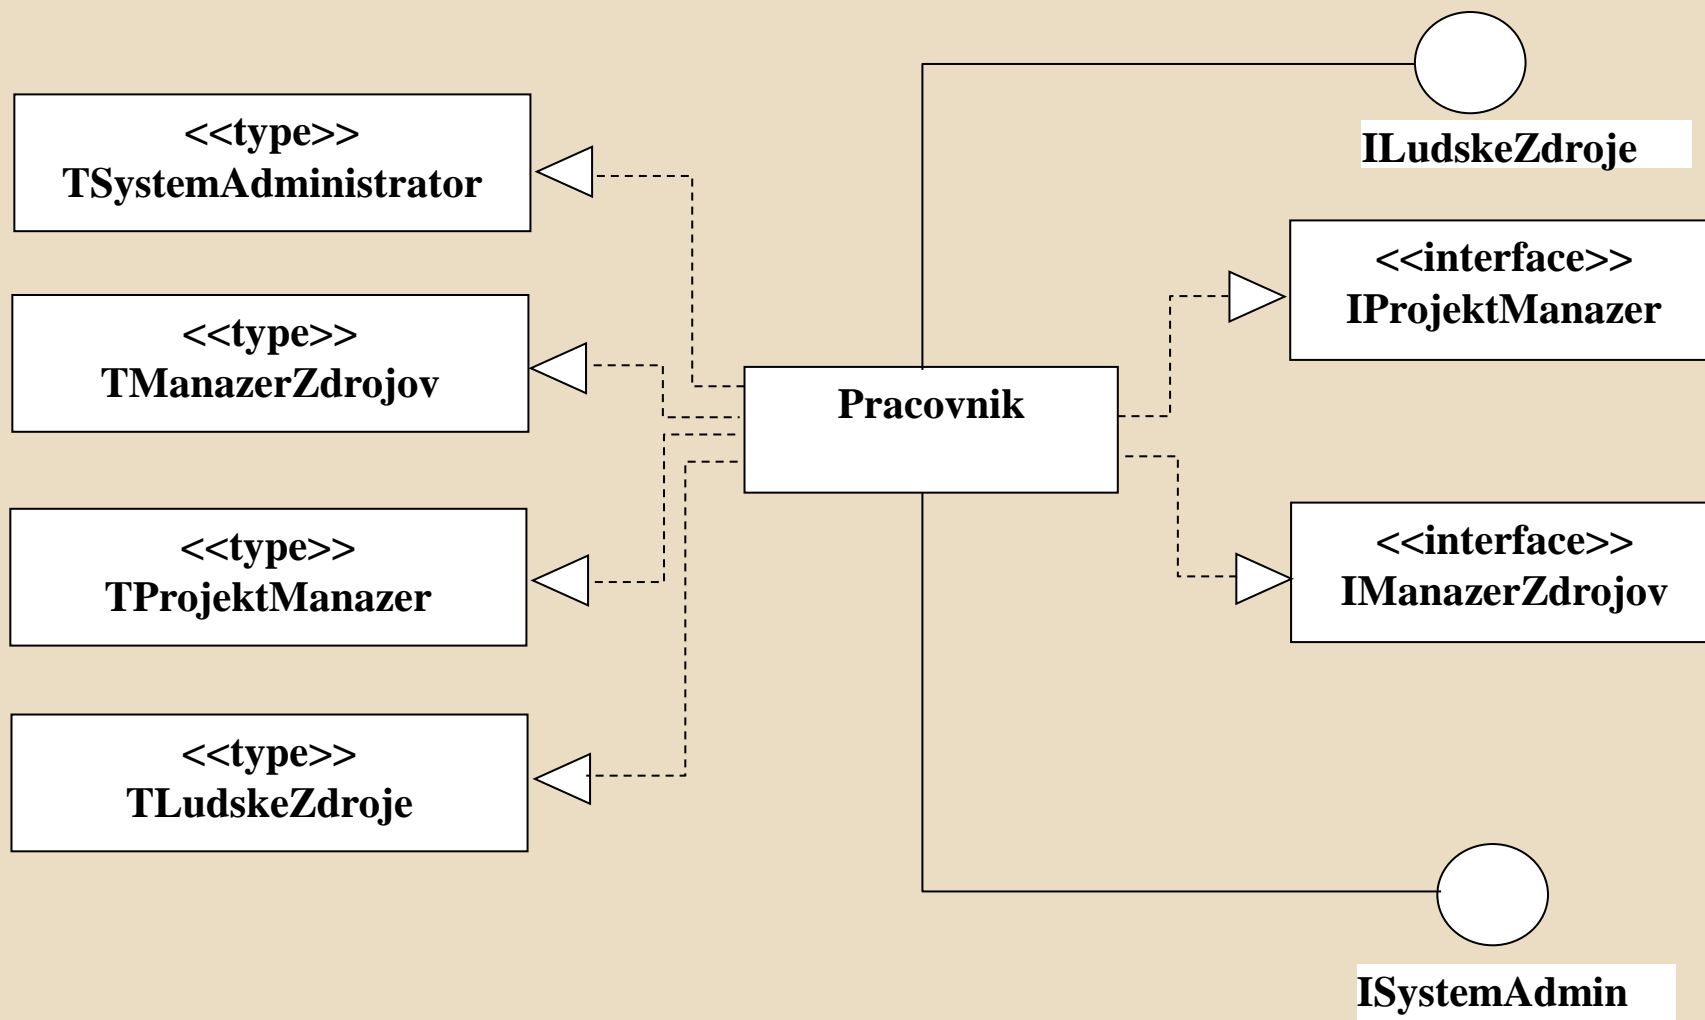 <<type>>
TSystemAdministrator
<<type>>
TManazerZdrojov
<<type>>
TProjektManazer
<<type>>
TLudskeZdroje
Pracovnik
ILudskeZdroje
<<interface>>
IProjektManazer
<<interface>>
IManazerZdrojov
ISystemAdmin